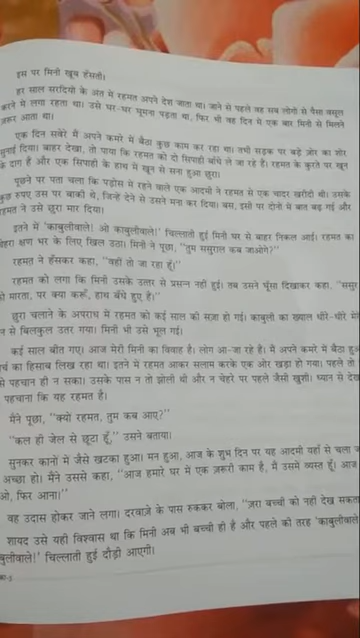 इस पर मिनी खूब हँसती।
हर साल सरदियों के अंत में रहमत अपने देश जाता था। जाने से पहले वह सब लोगों से पैसा वसूल
करने में लगा रहता था। उसे घर-घर घूमना पड़ता था, फिर भी वह दिन में एक बार मिनी से मिलने
ज़रूर आता था।
एक दिन सवेरे मैं अपने कमरे में बैठा कुछ काम कर रहा था। तभी सड़क पर बड़े ज़ोर का शोर
सुनाई दिया। बाहर देखा, तो पाया कि रहमत को दो सिपाही बाँधे ले जा रहे हैं। रहमत के कुरते पर खून
के दाग हैं और एक सिपाही के हाथ में खून से सना हुआ छुरा।
पूछने पर पता चला कि पड़ोस में रहने वाले एक आदमी ने रहमत से एक चादर खरीदी थी। उसके
कुछ रुपए उस पर बाकी थे, जिन्हें देने से उसने मना कर दिया। बस, इसी पर दोनों में बात बढ़ गई और
रहमत ने उसे छुरा मार दिया।
इतने में 'काबुलीवाले! ओ काबुलीवाले!' चिल्लाती हुई मिनी घर से बाहर निकल आई। रहमत का
चेहरा क्षण भर के लिए खिल उठा। मिनी ने पूछा, "तुम ससुराल कब जाओगे?"
रहमत ने हँसकर कहा, "वहीं तो जा रहा हूँ।"
रहमत को लगा कि मिनी उसके उत्तर से प्रसन्न नहीं हुई। तब उसने घूँसा दिखाकर कहा, "ससुर
को मारता, पर क्या करूँ, हाथ बँधे हुए हैं।"
छुरा चलाने के अपराध में रहमत को कई साल की सज़ा हो गई। काबुली का ख्याल धीरे-धीरे मेरे
न से बिलकुल उतर गया। मिनी भी उसे भूल गई।
कई साल बीत गए। आज मेरी मिनी का विवाह है। लोग आ-जा रहे हैं। मैं अपने कमरे में बैठा हुआ
र्च का हिसाब लिख रहा था। इतने में रहमत आकर सलाम करके एक ओर खड़ा हो गया। पहले तो
से पहचान ही न सका। उसके पास न तो झोली थी और न चेहरे पर पहले जैसी खुशी। ध्यान से देख
पहचाना कि यह रहमत है।
मैंने पूछा, "क्यों रहमत, तुम कब आए?"
"कल ही जेल से छूटा हूँ," उसने बताया।
सुनकर कानों में जैसे खटका हुआ। मन हुआ, आज के शुभ दिन पर यह आदमी यहाँ से चला ज
अच्छा हो। मैंने उससे कहा, "आज हमारे घर में एक ज़रूरी काम है, मैं उसमें व्यस्त हूँ। आज
ओ, फिर आना।"
वह उदास होकर जाने लगा। दरवाज़े के पास रुककर बोला, "ज़रा बच्ची को नहीं देख सकता
शायद उसे यही विश्वास था कि मिनी अब भी बच्ची ही है और पहले की तरह 'काबुलीवाले
बुलीवाले!' चिल्लाती हुई दौड़ी आएगी।